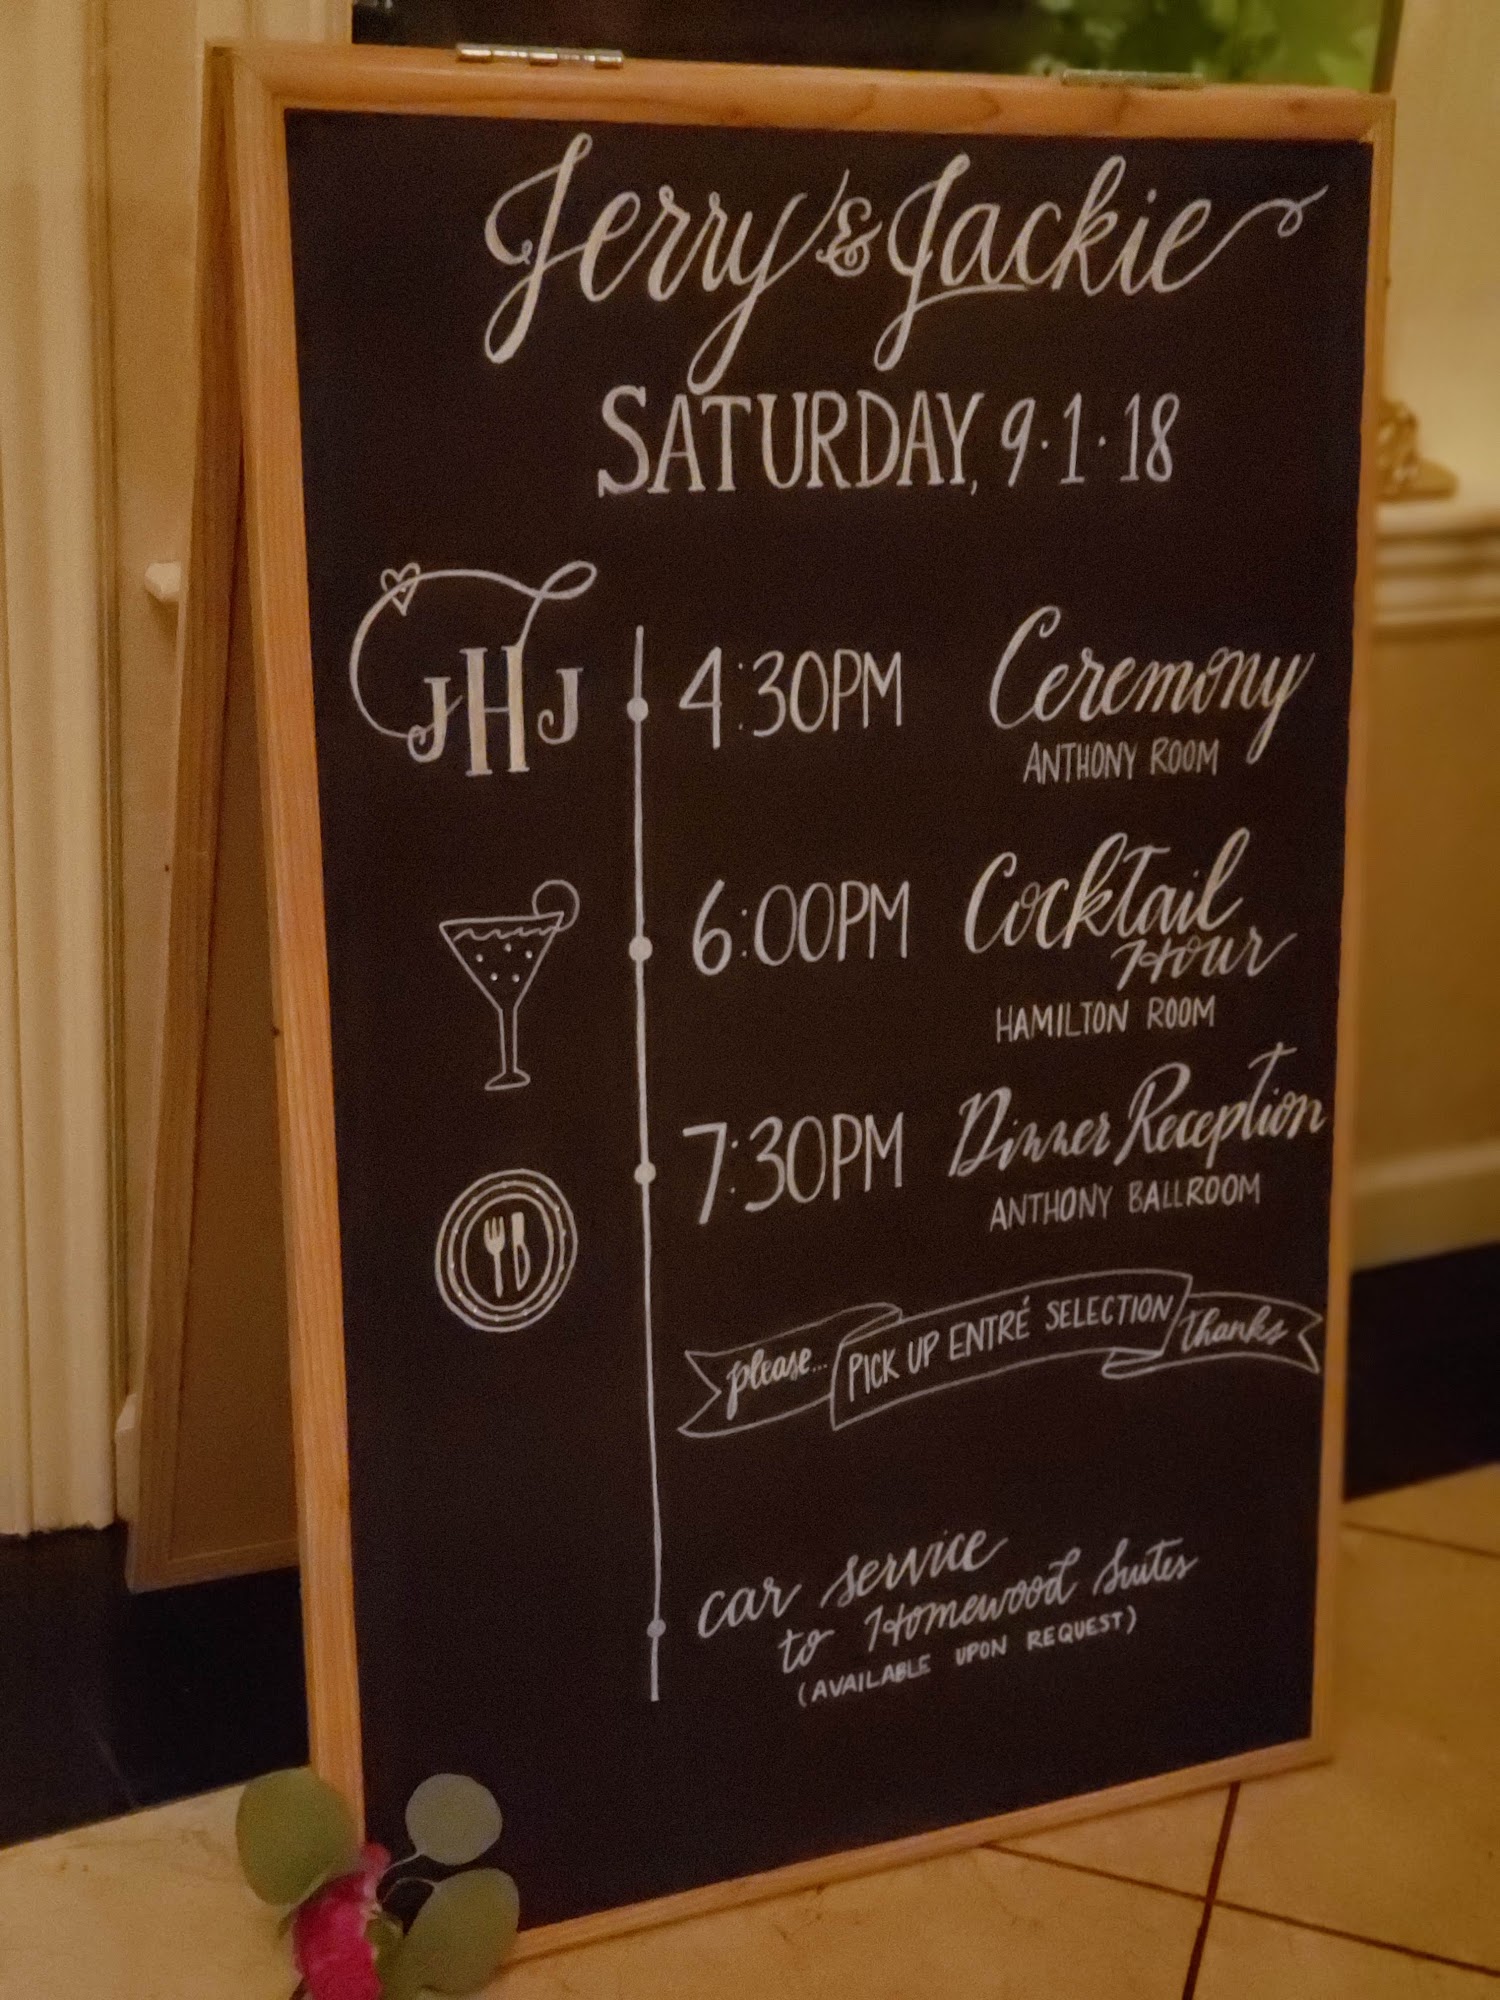 Jerry & Jackie
SATURDAY, 9·1·18
JHJ
4:30PM Ceremony
ANTHONY ROOM
6:00PM Cocktail
Hour
HAMILTON ROOM
7:30PM Dinner Reception
ANTHONY BALLROOM
please... PICK UP ENTRÉ SELECTION thanks
car service
to Homewood Suites
(AVAILABLE UPON REQUEST)